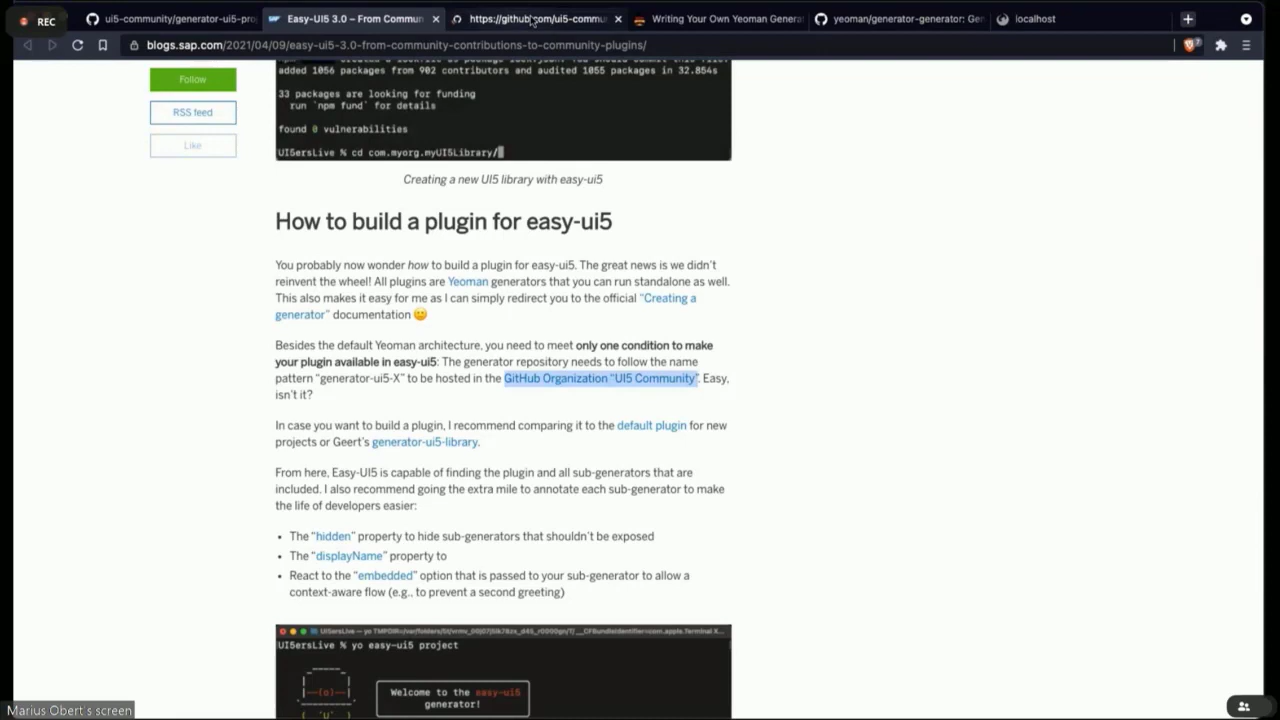 REC
ui5-community/generator-ui5-pro
Easy-UI5 3.0 – From Commun
https://github.com/ui5-commu
Writing Your Own Yeoman Genera
yeoman/generator-generator: Gen
localhost
blogs.sap.com/2021/04/09/easy-ui5-3.0-from-community-contributions-to-community-plugins/
Follow
RSS feed
Like
added 1056 packages from 902 contributors and audited 1055 packages in 32.854s
33 packages are looking for funding
run `npm fund` for details
found 0 vulnerabilities
UI5ersLive % cd com.myorg.myUI5Library/
Creating a new UI5 library with easy-ui5
How to build a plugin for easy-ui5
You probably now wonder how to build a plugin for easy-ui5. The great news is we didn’t
reinvent the wheel! All plugins are Yeoman generators that you can run standalone as well.
This also makes it easy for me as I can simply redirect you to the official “Creating a
generator” documentation 🙂
Besides the default Yeoman architecture, you need to meet only one condition to make
your plugin available in easy-ui5: The generator repository needs to follow the name
pattern “generator-ui5-X” to be hosted in the GitHub Organization “UI5 Community”. Easy,
isn’t it?
In case you want to build a plugin, I recommend comparing it to the default plugin for new
projects or Geert’s generator-ui5-library.
From here, Easy-UI5 is capable of finding the plugin and all sub-generators that are
included. I also recommend going the extra mile to annotate each sub-generator to make
the life of developers easier:
• The “hidden” property to hide sub-generators that shouldn’t be exposed
• The “displayName” property to
• React to the “embedded” option that is passed to your sub-generator to allow a
context-aware flow (e.g., to prevent a second greeting)
UI5ersLive % yo easy-ui5 project
Welcome to the easy-ui5
generator!
Marius Obert's screen